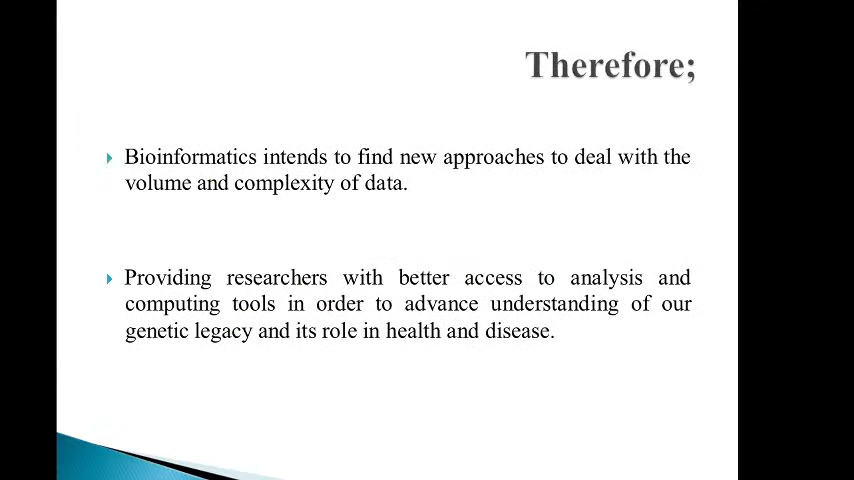 Therefore;
Bioinformatics intends to find new approaches to deal with the
volume and complexity of data.
Providing researchers with better access to analysis and
computing tools in order to advance understanding of our
genetic legacy and its role in health and disease.